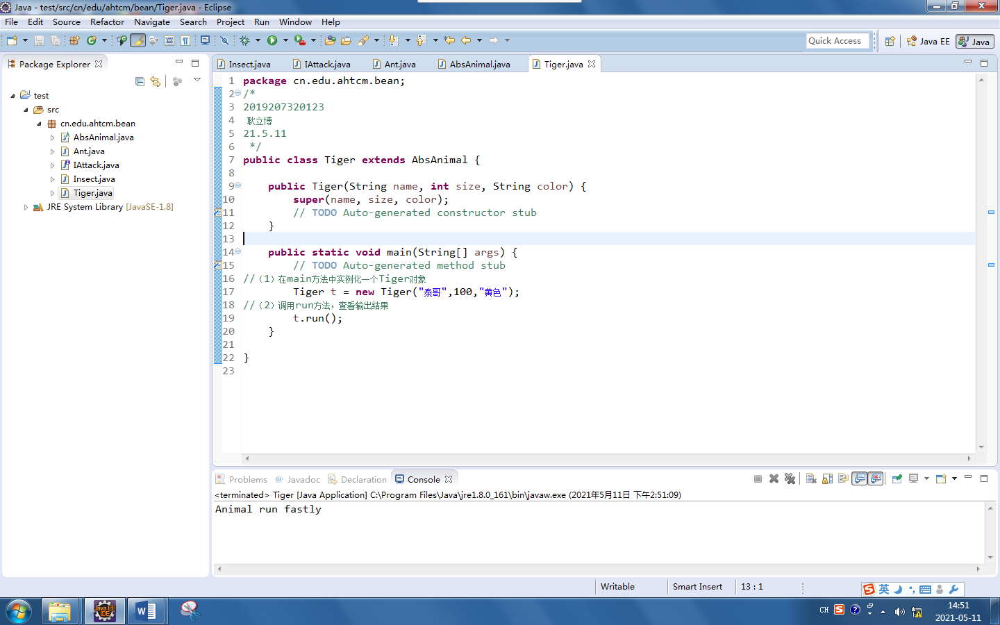 Java - test/src/cn/edu/ahtcm/bean/Tiger.java - Eclipse
File Edit Source Refactor Navigate Search Project Run Window Help
Quick Access Java EE Java
Package Explorer
test
src
cn.edu.ahtcm.bean
AbsAnimal.java
Ant.java
IAttack.java
Insect.java
Tiger.java
JRE System Library [JavaSE-1.8]
Insect.java IAttack.java Ant.java AbsAnimal.java Tiger.java
1 package cn.edu.ahtcm.bean;
2 /*
3 2019207320123
4 耿立博
5 21.5.11
6 */
7 public class Tiger extends AbsAnimal {
8
9 public Tiger(String name, int size, String color) {
10 super(name, size, color);
11 // TODO Auto-generated constructor stub
12 }
13
14 public static void main(String[] args) {
15 // TODO Auto-generated method stub
16 //（1）在main方法中实例化一个Tiger对象
17 Tiger t = new Tiger("泰哥",100,"黄色");
18 //（2）调用run方法，查看输出结果
19 t.run();
20 }
21
22 }
23
Problems @ Javadoc Declaration Console
<terminated> Tiger [Java Application] C:\Program Files\Java\jre1.8.0_161\bin\javaw.exe (2021年5月11日 下午2:51:09)
Animal run fastly
Writable Smart Insert 13 : 1
S 英
Java EE IDE W CH S 14:51
2021-05-11